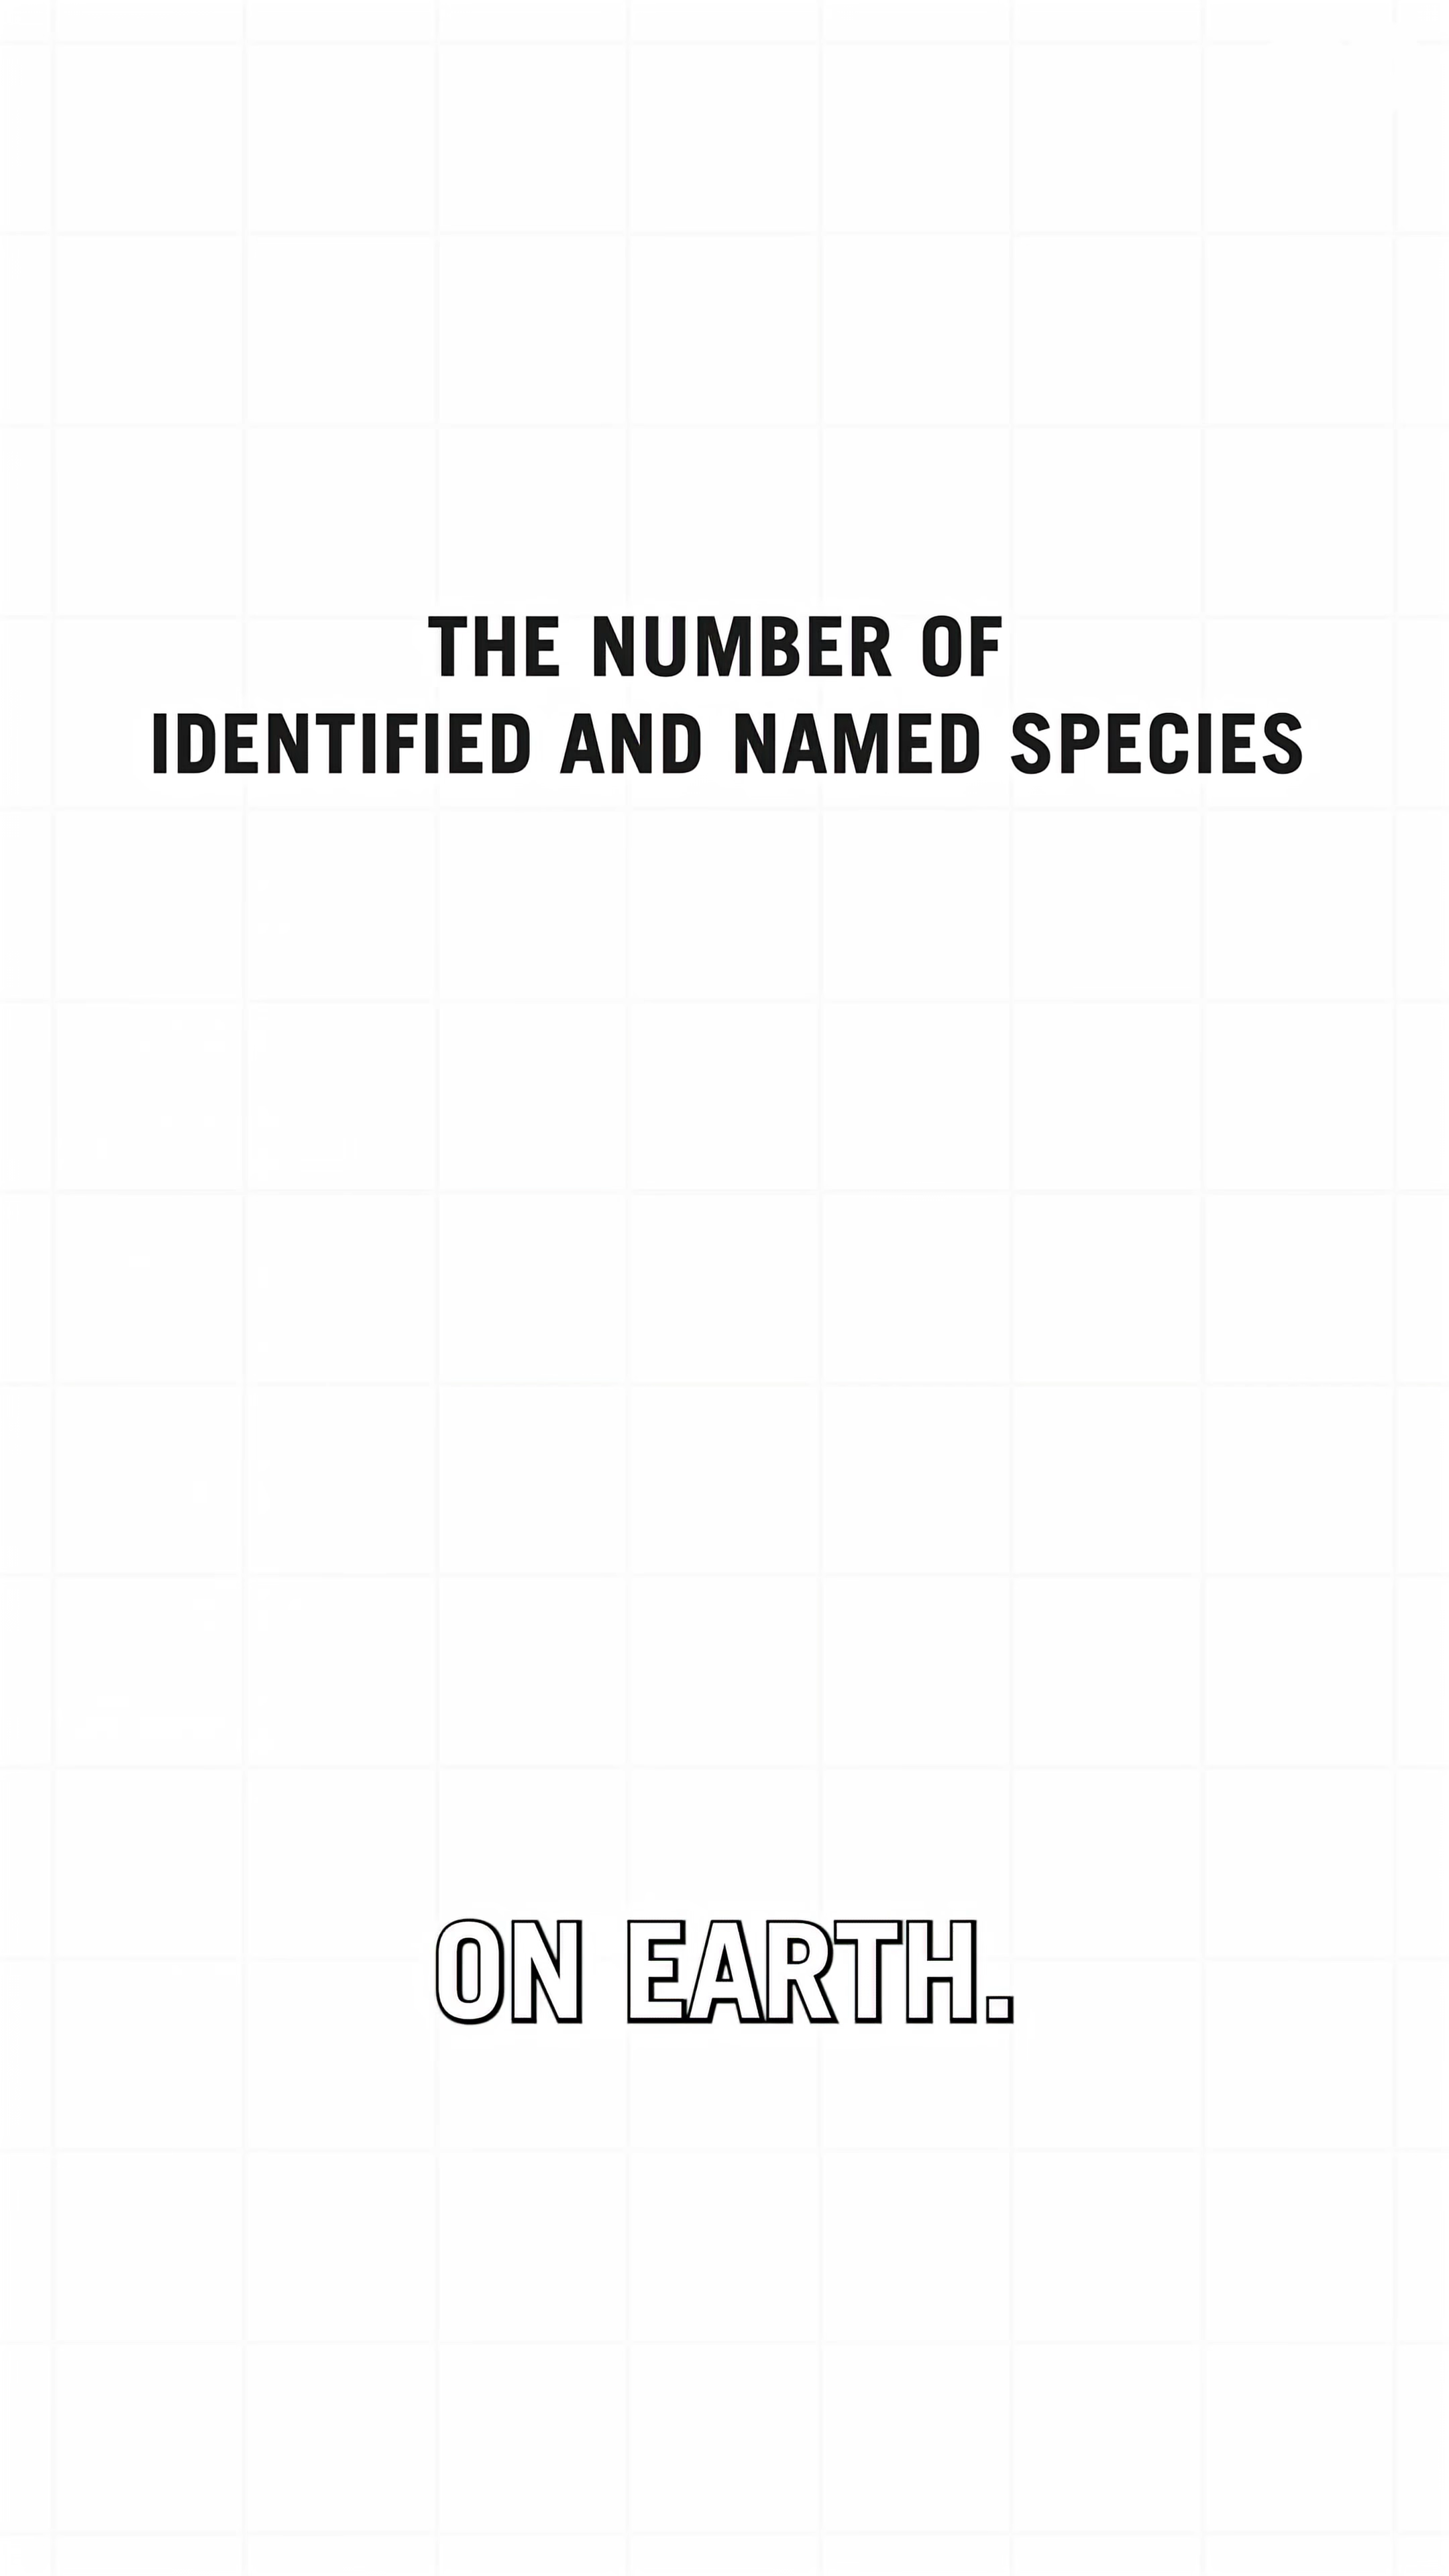 THE NUMBER OF
IDENTIFIED AND NAMED SPECIES
ON EARTH.